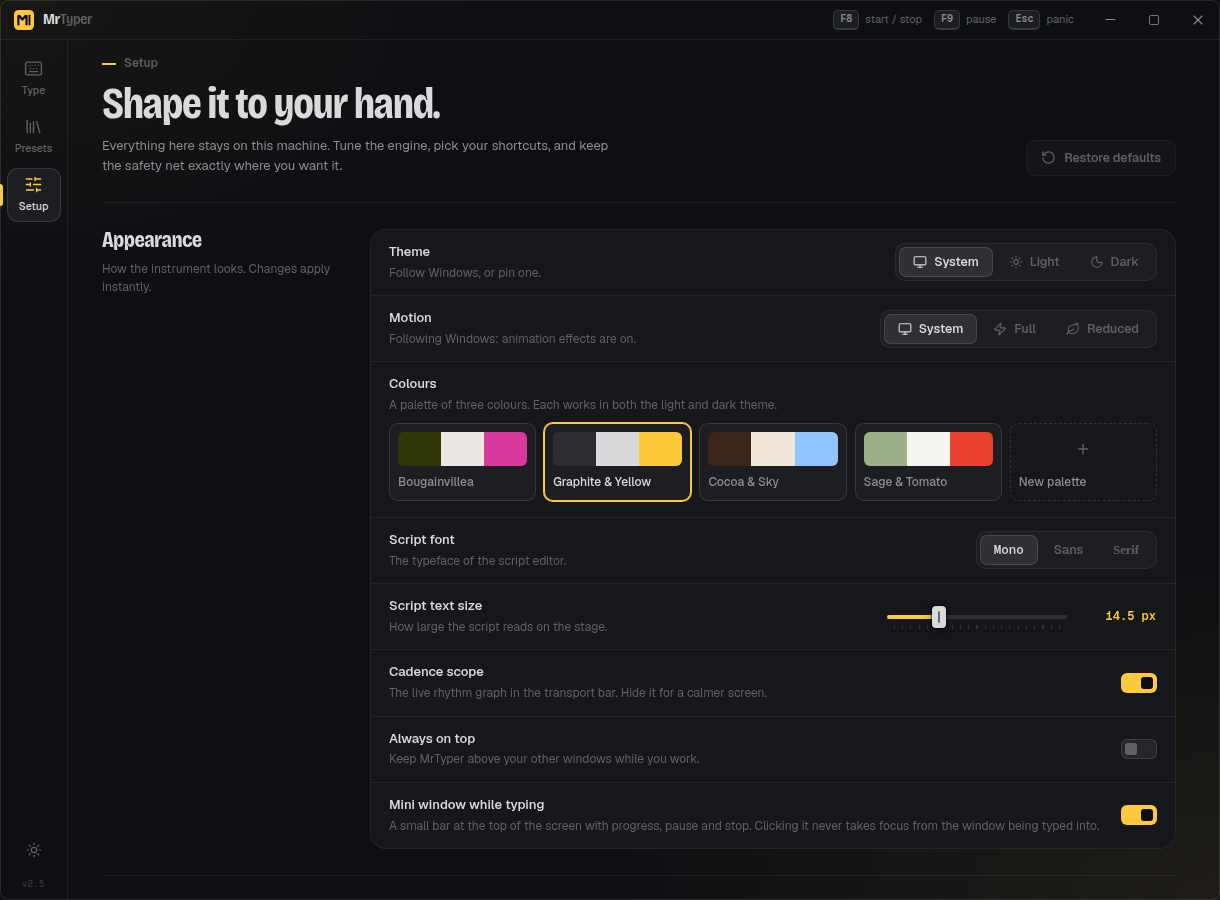 MrTyper
F8 start / stop F9 pause Esc panic
Type
Presets
Setup
v2.5
Setup
Shape it to your hand.
Everything here stays on this machine. Tune the engine, pick your shortcuts, and keep
the safety net exactly where you want it.
Restore defaults
Appearance
How the instrument looks. Changes apply
instantly.
Theme
Follow Windows, or pin one.
System Light Dark
Motion
Following Windows: animation effects are on.
System Full Reduced
Colours
A palette of three colours. Each works in both the light and dark theme.
Bougainvillea Graphite & Yellow Cocoa & Sky Sage & Tomato New palette
Script font
The typeface of the script editor.
Mono Sans Serif
Script text size
How large the script reads on the stage.
14.5 px
Cadence scope
The live rhythm graph in the transport bar. Hide it for a calmer screen.
Always on top
Keep MrTyper above your other windows while you work.
Mini window while typing
A small bar at the top of the screen with progress, pause and stop. Clicking it never takes focus from the window being typed into.